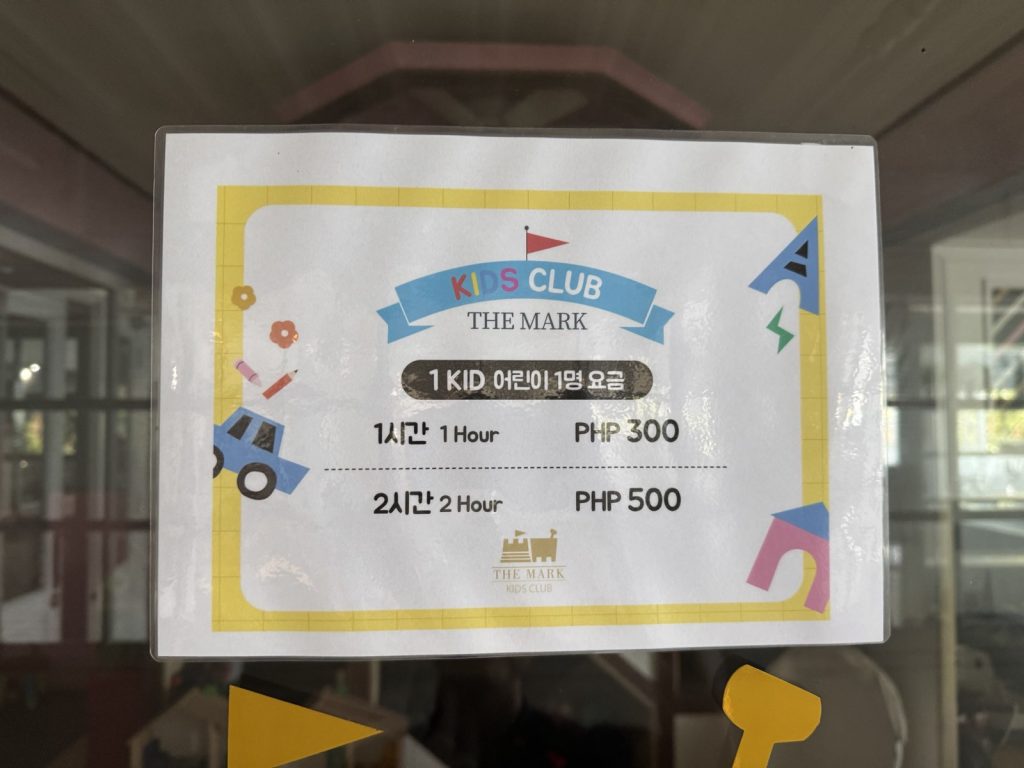 KIDS CLUB
THE MARK
1 KID 어린이 1명 요금
1시간 1 Hour PHP 300
2시간 2 Hour PHP 500
THE MARK
KIDS CLUB